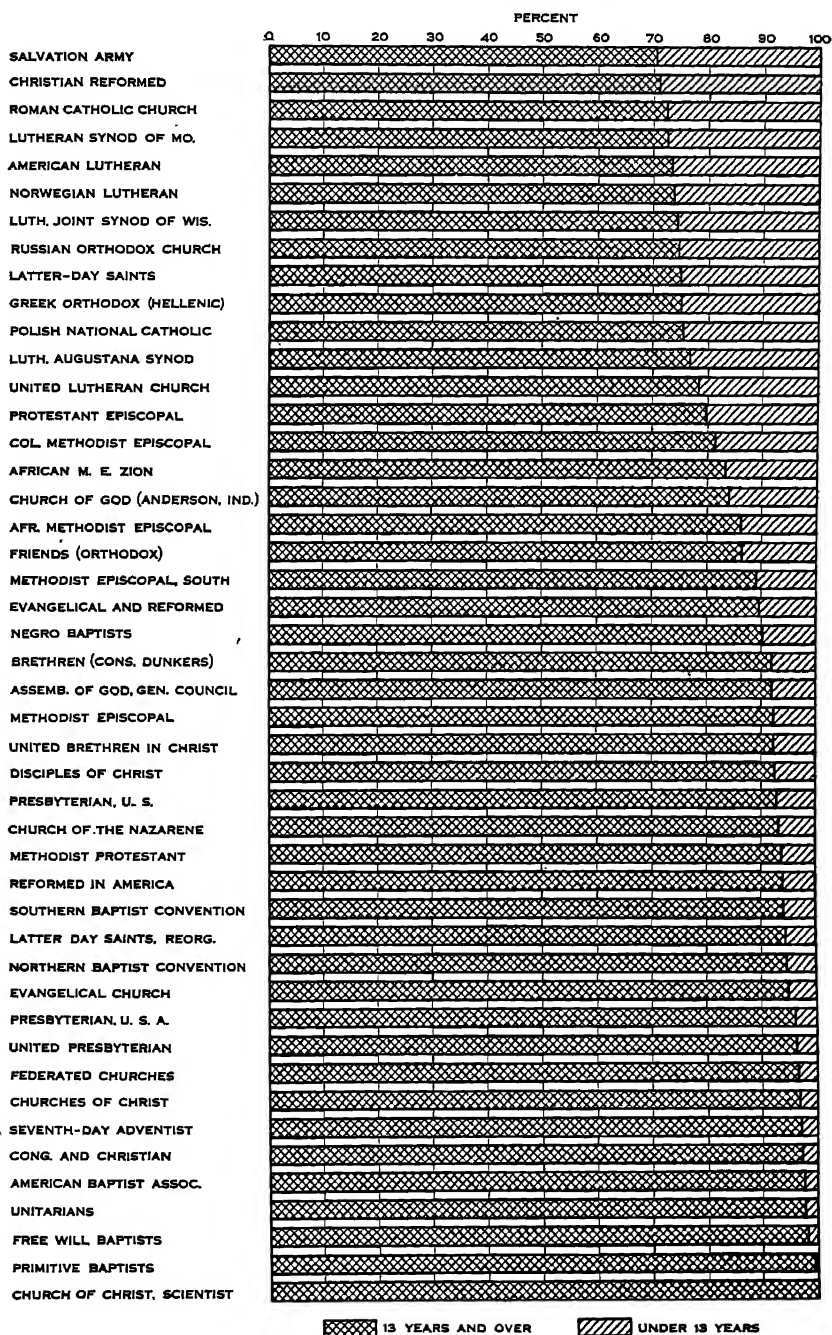 PERCENT
0 10 20 30 40 50 60 70 80 90 100
SALVATION ARMY
CHRISTIAN REFORMED
ROMAN CATHOLIC CHURCH
LUTHERAN SYNOD OF MO.
AMERICAN LUTHERAN
NORWEGIAN LUTHERAN
LUTH. JOINT SYNOD OF WIS.
RUSSIAN ORTHODOX CHURCH
LATTER-DAY SAINTS
GREEK ORTHODOX (HELLENIC)
POLISH NATIONAL CATHOLIC
LUTH. AUGUSTANA SYNOD
UNITED LUTHERAN CHURCH
PROTESTANT EPISCOPAL
COL. METHODIST EPISCOPAL
AFRICAN M. E. ZION
CHURCH OF GOD (ANDERSON, IND.)
AFR. METHODIST EPISCOPAL
FRIENDS (ORTHODOX)
METHODIST EPISCOPAL, SOUTH
EVANGELICAL AND REFORMED
NEGRO BAPTISTS
BRETHREN (CONS. DUNKERS)
ASSEMB. OF GOD, GEN. COUNCIL
METHODIST EPISCOPAL
UNITED BRETHREN IN CHRIST
DISCIPLES OF CHRIST
PRESBYTERIAN, U. S.
CHURCH OF THE NAZARENE
METHODIST PROTESTANT
REFORMED IN AMERICA
SOUTHERN BAPTIST CONVENTION
LATTER DAY SAINTS, REORG.
NORTHERN BAPTIST CONVENTION
EVANGELICAL CHURCH
PRESBYTERIAN, U. S. A.
UNITED PRESBYTERIAN
FEDERATED CHURCHES
CHURCHES OF CHRIST
SEVENTH-DAY ADVENTIST
CONG. AND CHRISTIAN
AMERICAN BAPTIST ASSOC.
UNITARIANS
FREE WILL BAPTISTS
PRIMITIVE BAPTISTS
CHURCH OF CHRIST, SCIENTIST
13 YEARS AND OVER UNDER 13 YEARS